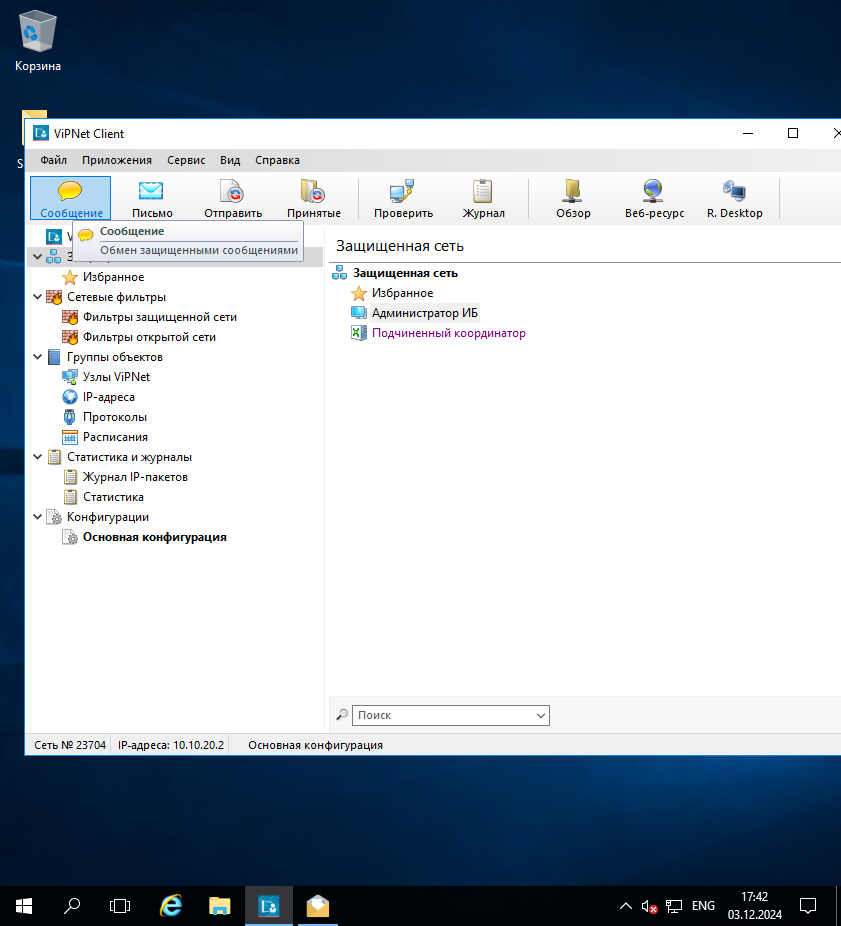 Корзина
S
ViPNet Client
Файл Приложения Сервис Вид Справка
Сообщение Письмо Отправить Принятые Проверить Журнал Обзор Веб-ресурс R. Desktop
Сообщение
Обмен защищенными сообщениями
V
З
Избранное
Сетевые фильтры
Фильтры защищенной сети
Фильтры открытой сети
Группы объектов
Узлы ViPNet
IP-адреса
Протоколы
Расписания
Статистика и журналы
Журнал IP-пакетов
Статистика
Конфигурации
Основная конфигурация
Защищенная сеть
Защищенная сеть
Избранное
Администратор ИБ
Подчиненный координатор
Поиск
Сеть № 23704 IP-адреса: 10.10.20.2 Основная конфигурация
ENG
17:42
03.12.2024